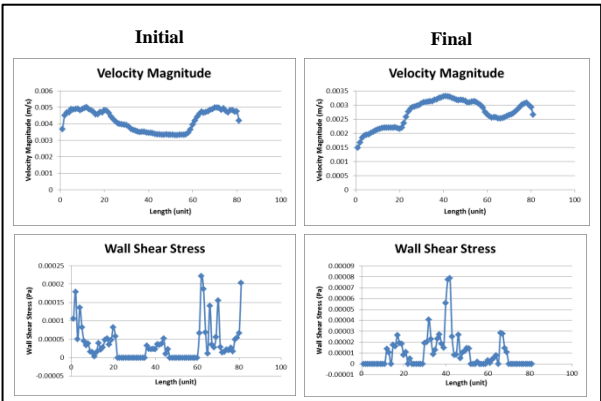 Initial
Final
Velocity Magnitude
Velocity Magnitude (m/s)
0.006
0.005
0.004
0.003
0.002
0.001
0
0 20 40 60 80 100
Length (unit)
Velocity Magnitude
Velocity Magnitude (m/s)
0.0035
0.003
0.0025
0.002
0.0015
0.001
0.0005
0
0 20 40 60 80 100
Length (unit)
Wall Shear Stress
Wall Shear Stress (Pa)
0.00025
0.0002
0.00015
0.0001
0.00005
0
-0.00005
0 20 40 60 80 100
Length (unit)
Wall Shear Stress
Wall Shear Stress (Pa)
0.00009
0.00008
0.00007
0.00006
0.00005
0.00004
0.00003
0.00002
0.00001
0
-0.00001
0 20 40 60 80 100
Length (unit)